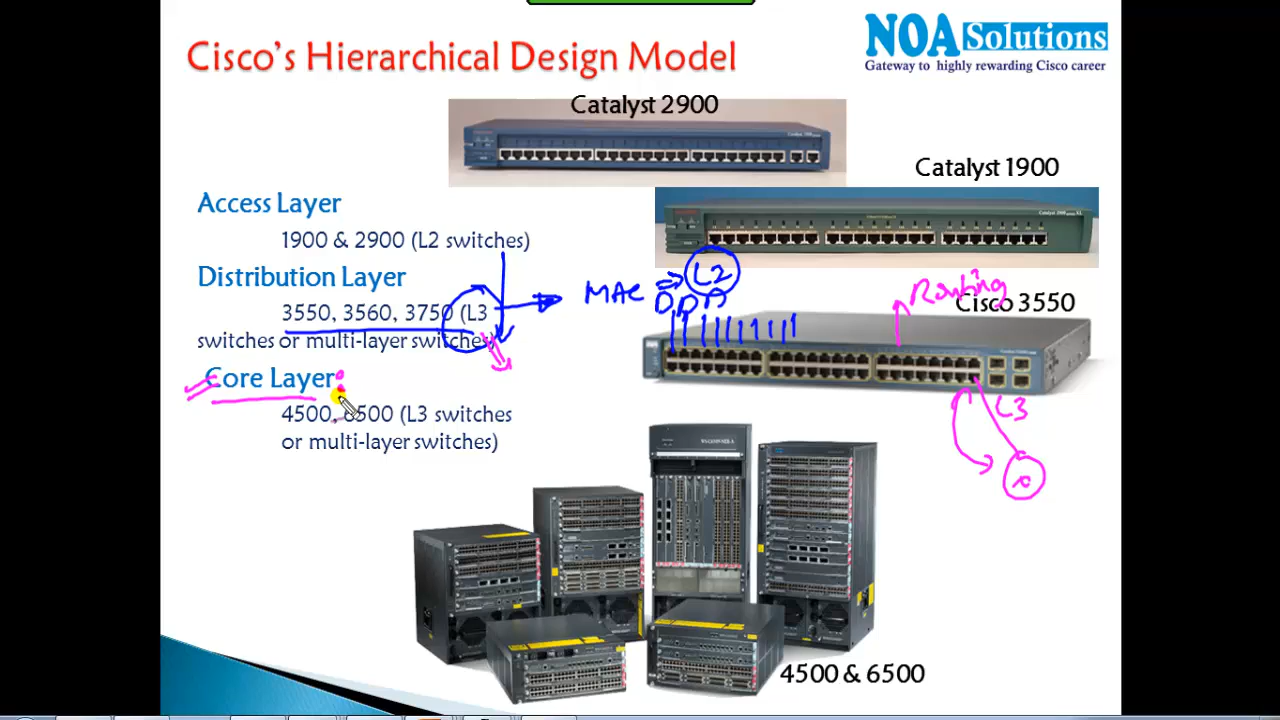 Cisco's Hierarchical Design Model
NOA Solutions
Gateway to highly rewarding Cisco career
Catalyst 2900
Catalyst 1900
Access Layer
1900 & 2900 (L2 switches)
Distribution Layer
3550, 3560, 3750 (L3
switches or multi-layer switches)
MAC
L2
Routing
Cisco 3550
Core Layer:
4500, 6500 (L3 switches
or multi-layer switches)
L3
4500 & 6500